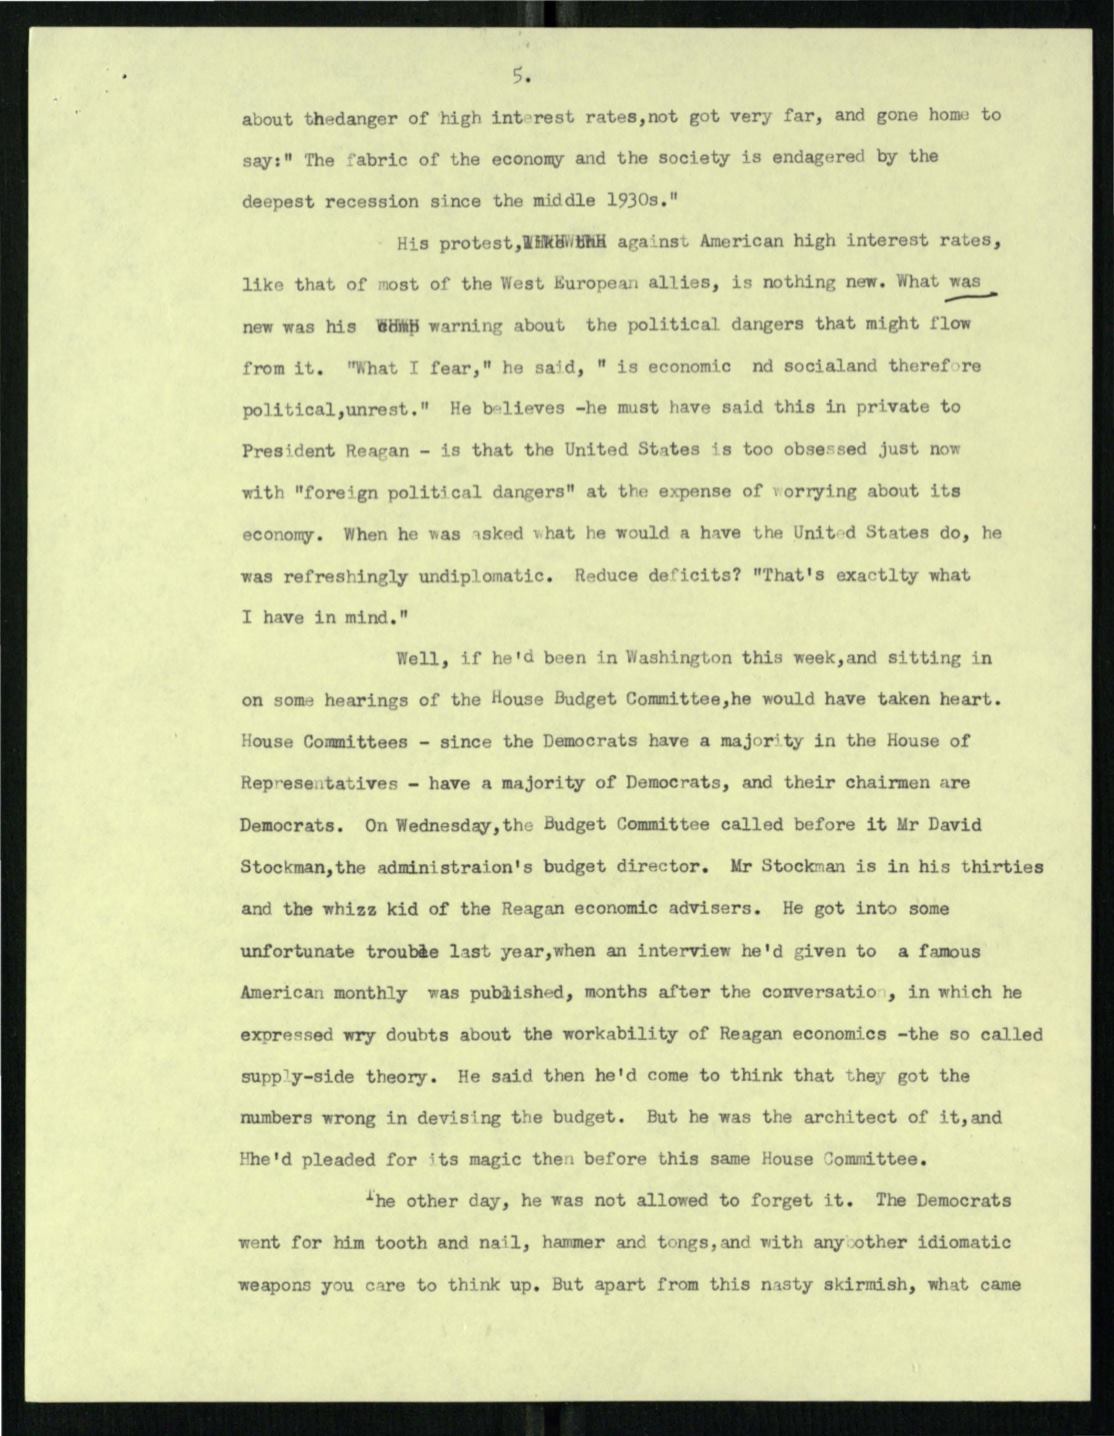 5.
about thedanger of high interest rates,not got very far, and gone home to
say:" The fabric of the economy and the society is endagered by the
deepest recession since the middle 1930s."
His protest, against American high interest rates,
like that of most of the West European allies, is nothing new. What was
new was his warning about the political dangers that might flow
from it. "What I fear," he said, " is economic nd socialand therefore
political,unrest." He believes -he must have said this in private to
President Reagan - is that the United States is too obsessed just now
with "foreign political dangers" at the expense of worrying about its
economy. When he was asked what he would a have the United States do, he
was refreshingly undiplomatic. Reduce deficits? "That's exactlty what
I have in mind."
Well, if he'd been in Washington this week,and sitting in
on some hearings of the House Budget Committee,he would have taken heart.
House Committees - since the Democrats have a majority in the House of
Representatives - have a majority of Democrats, and their chairmen are
Democrats. On Wednesday,the Budget Committee called before it Mr David
Stockman,the administraion's budget director. Mr Stockman is in his thirties
and the whizz kid of the Reagan economic advisers. He got into some
unfortunate trouble last year,when an interview he'd given to a famous
American monthly was published, months after the conversation, in which he
expressed wry doubts about the workability of Reagan economics -the so called
supply-side theory. He said then he'd come to think that they got the
numbers wrong in devising the budget. But he was the architect of it,and
Hhe'd pleaded for its magic then before this same House Committee.
The other day, he was not allowed to forget it. The Democrats
went for him tooth and nail, hammer and tongs,and with any other idiomatic
weapons you care to think up. But apart from this nasty skirmish, what came